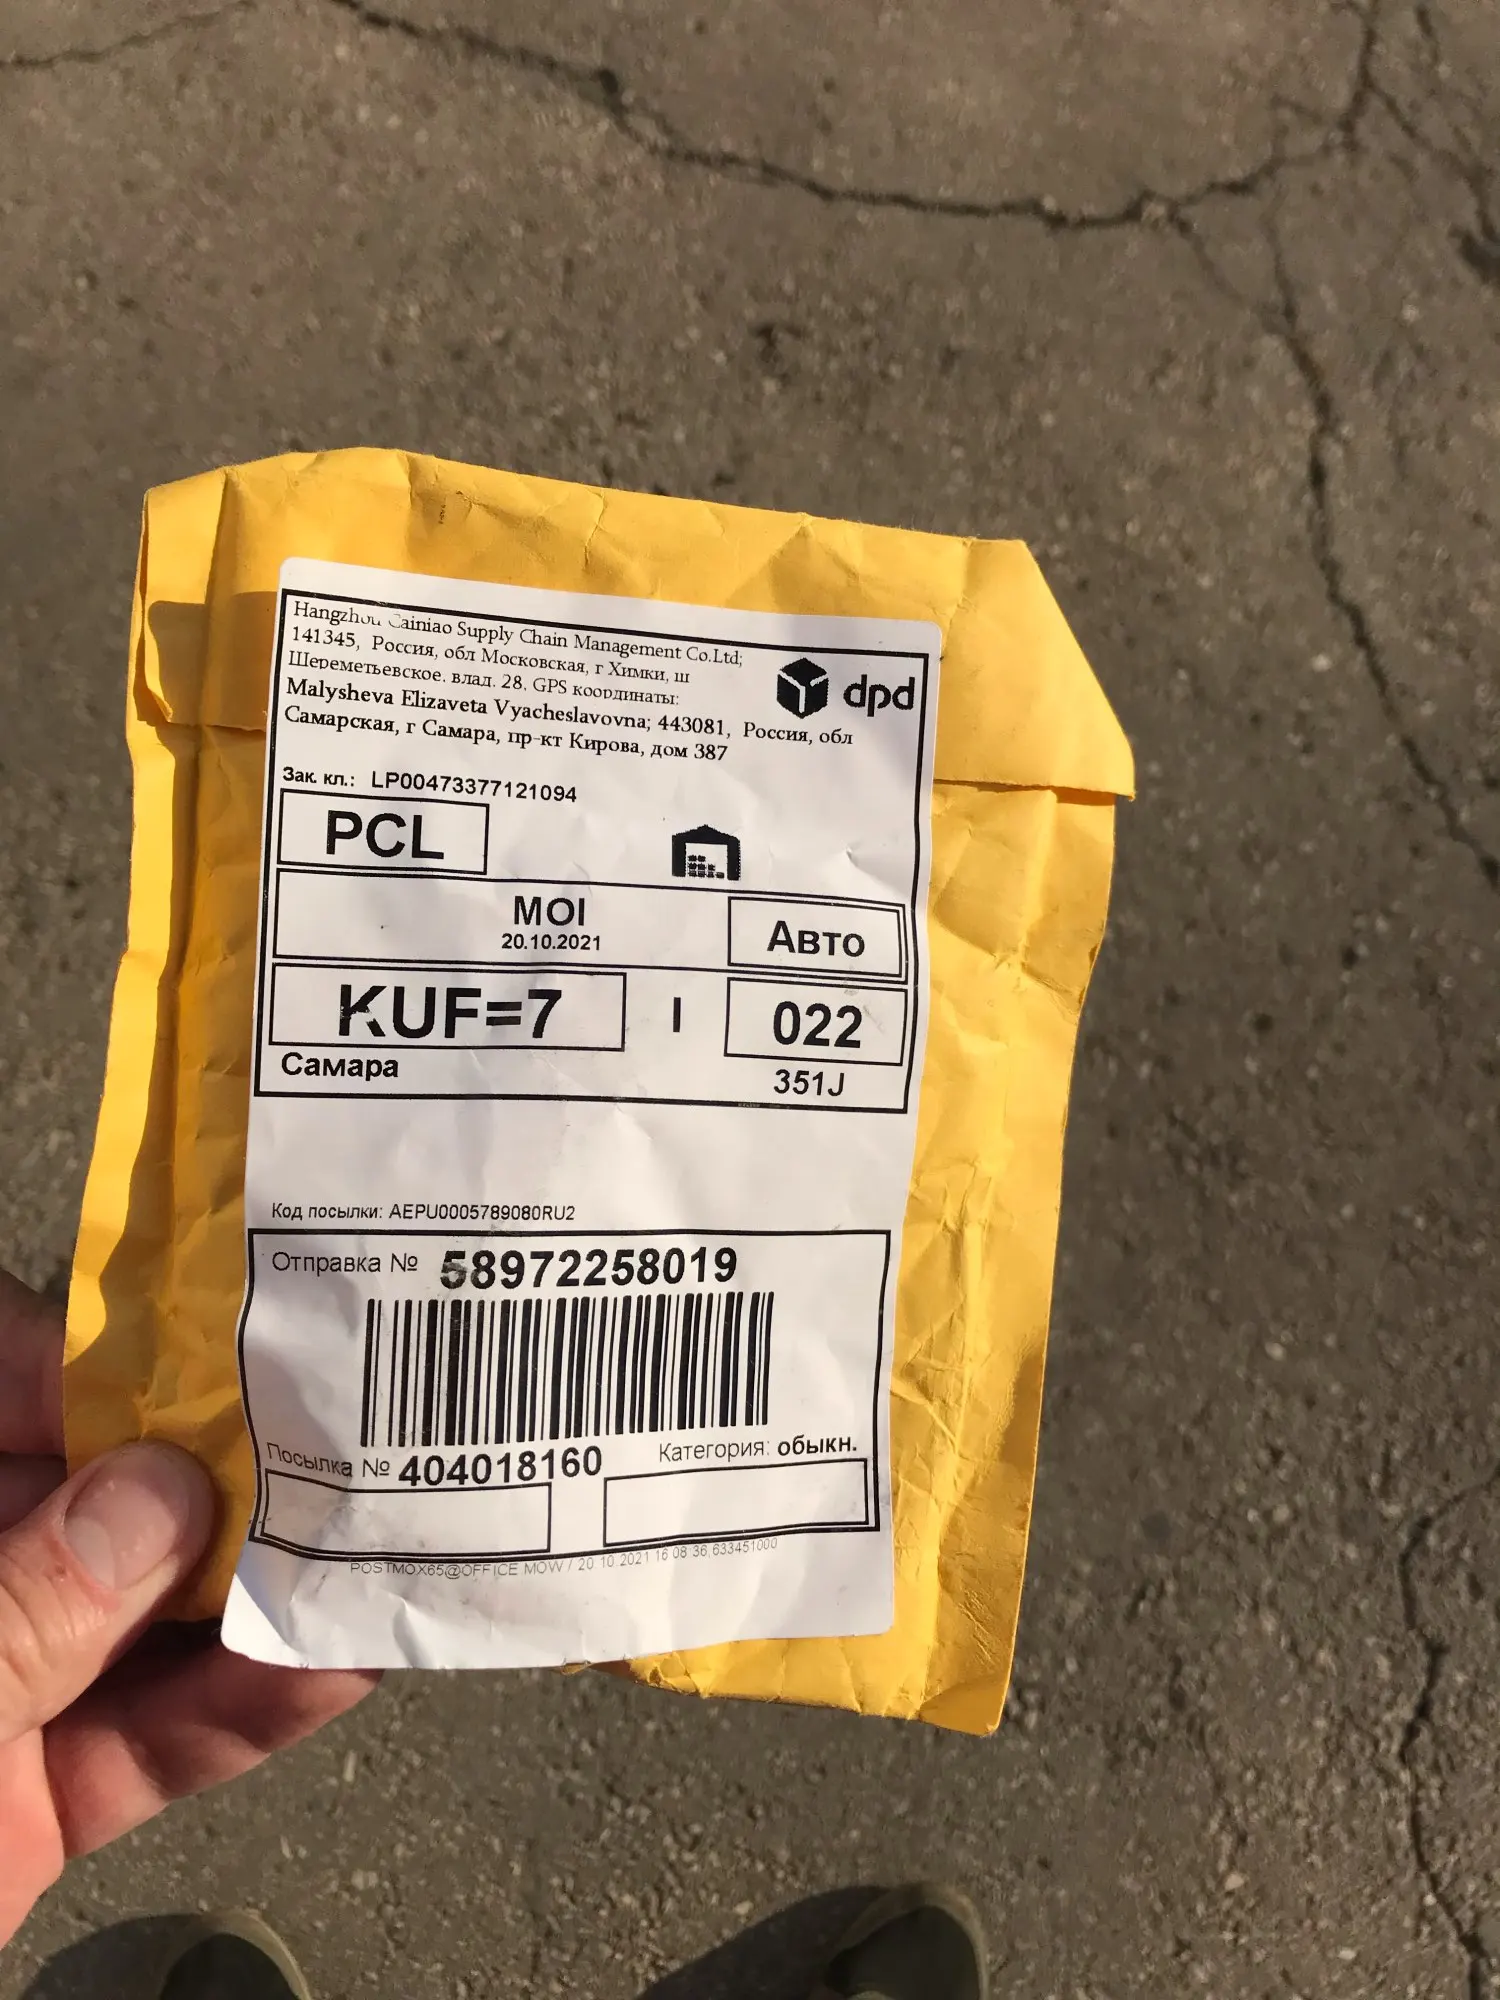 Hangzhou Cainiao Supply Chain Management Co.Ltd;
141345, Россия, обл Московская, г Химки, ш
Шереметьевское, влад. 28, GPS координаты:
dpd
Malysheva Elizaveta Vyacheslavovna; 443081, Россия, обл
Самарская, г Самара, пр-кт Кирова, дом 387
Зак. кл.: LP00473377121094
PCL
MOI
20.10.2021
Авто
KUF=7
I
022
Самара
351J
Код посылки: AEPU0005789080RU2
Отправка № 58972258019
Посылка № 404018160
Категория: обыкн.
POSTMOX65@OFFICE MOW / 20.10.2021 16:08:36,633451000